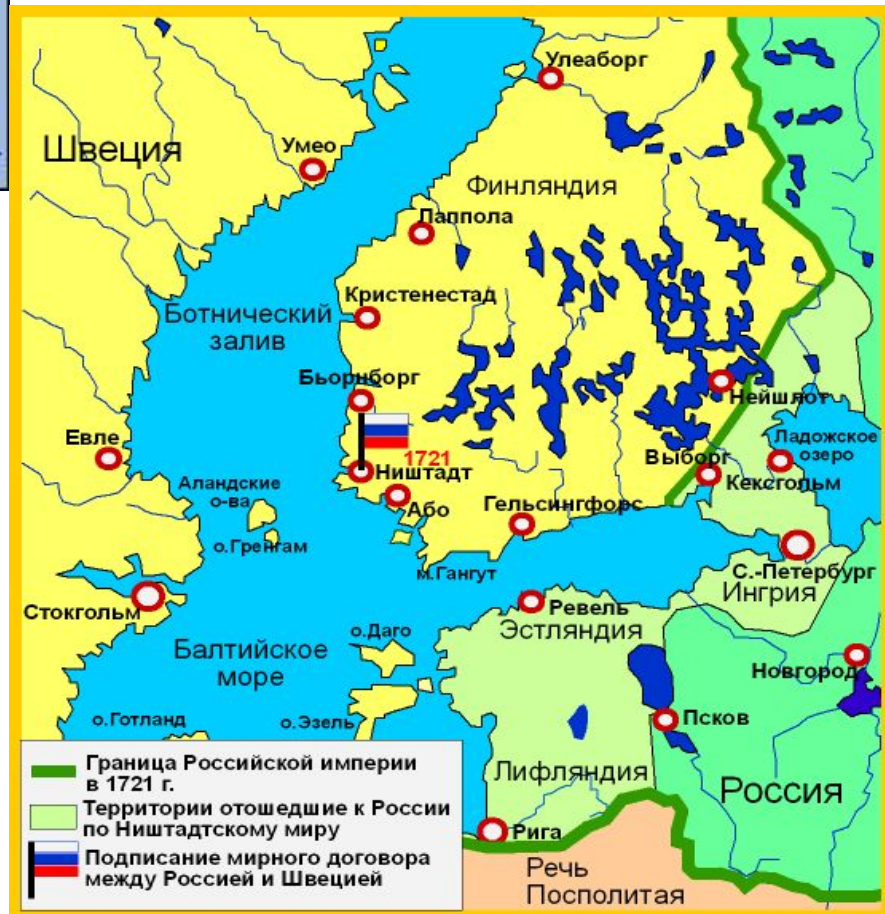 Улеаборг
Умео
Швеция
Финляндия
Лаппола
Кристенестад
Ботнический
залив
Бьорнборг
Нейшлот
Евле
1721
Ладожское
озеро
Выборг
Ништадт
Кексгольм
Аландские
о-ва
Або
Гельсингфорс
о.Гренгам
м.Гангут
С.-Петербург
Ингрия
Стокгольм
Ревель
Эстляндия
о.Даго
Балтийское
море
Новгород
о.Готланд
о.Эзель
Псков
Лифляндия
Россия
Рига
Речь
Посполитая
Граница Российской империи
в 1721 г.
Территории отошедшие к России
по Ништадтскому миру
Подписание мирного договора
между Россией и Швецией